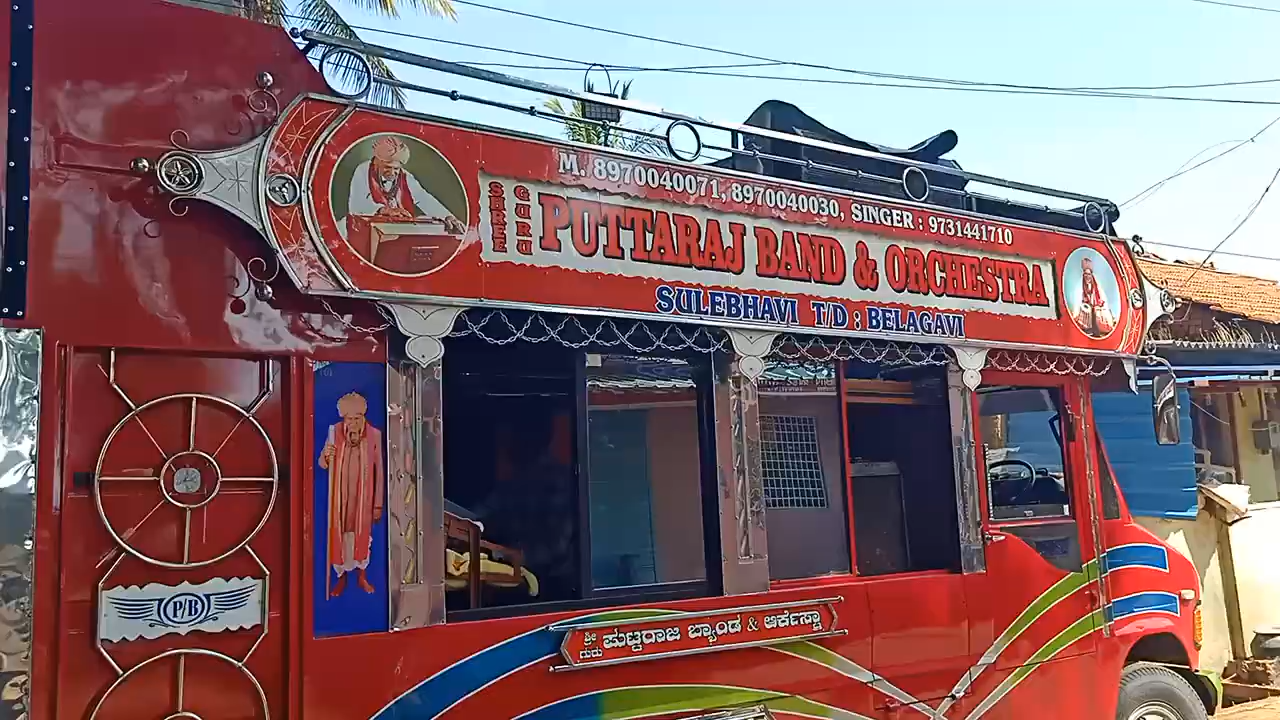 M. 8970040071, 8970040030, SINGER : 9731441710
SHREE GURU PUTTARAJ BAND & ORCHESTRA
SULEBHAVI T/D : BELAGAVI
P/B
ಶ್ರೀ ಗುರು ಪುಟ್ಟರಾಜ ಬ್ಯಾಂಡ & ಆರ್ಕೆಸ್ಟ್ರಾ